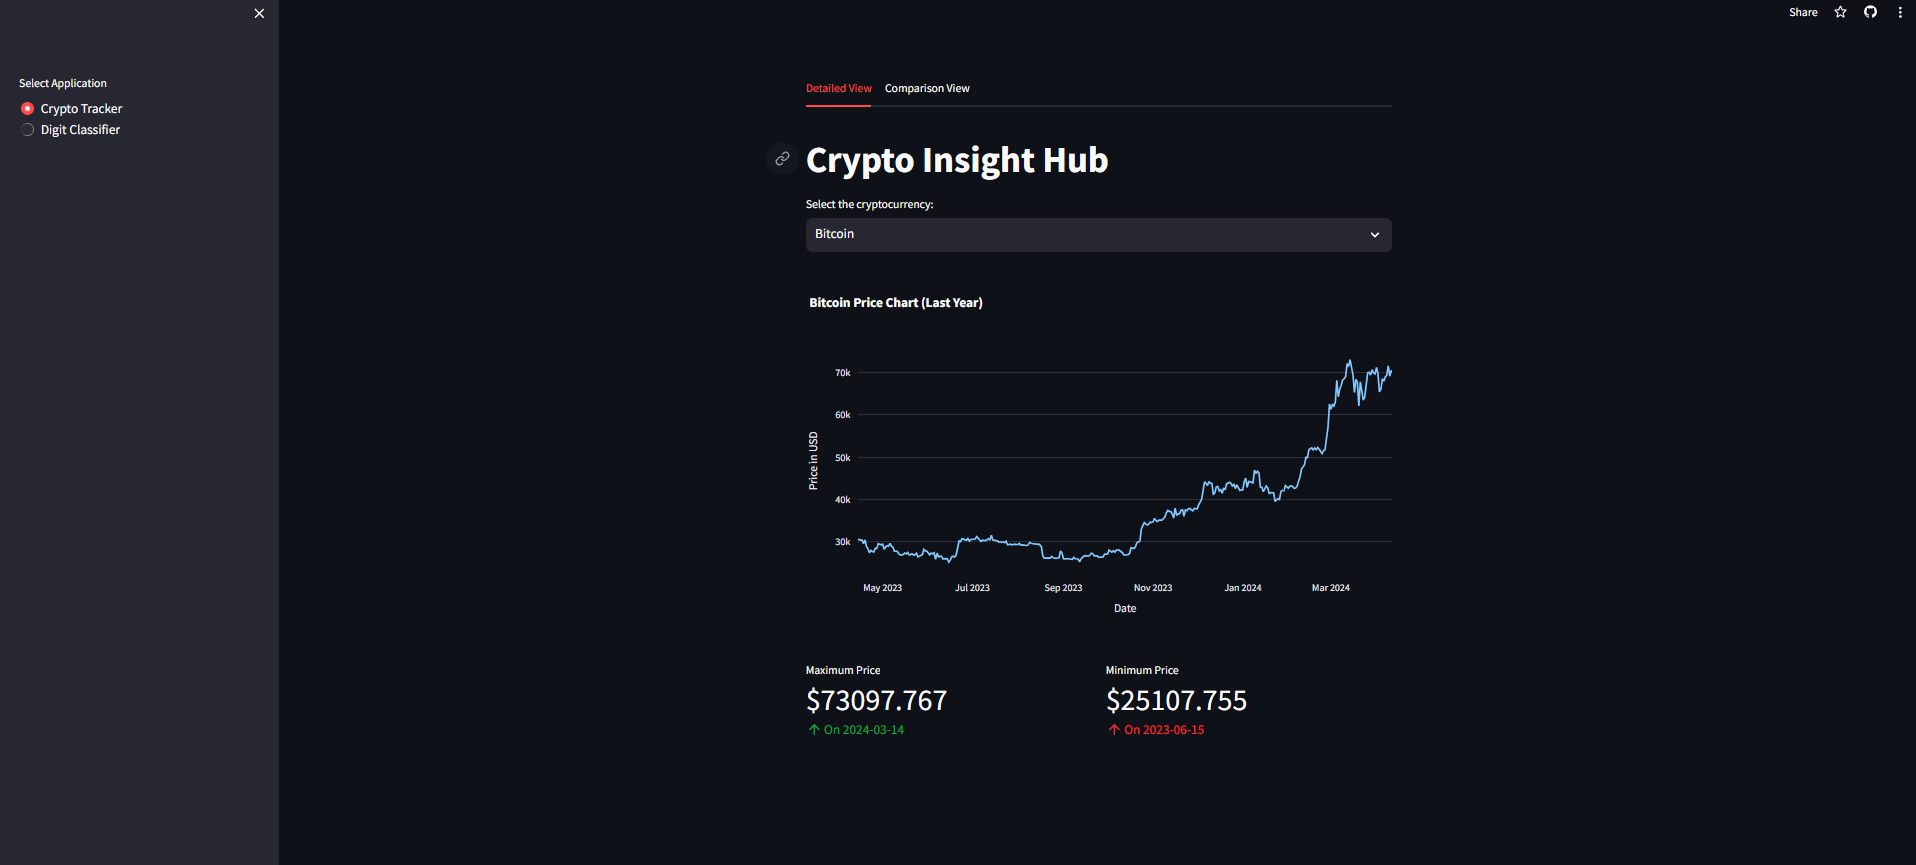 Share
Select Application
Crypto Tracker
Digit Classifier
Detailed View Comparison View
Crypto Insight Hub
Select the cryptocurrency:
Bitcoin
Bitcoin Price Chart (Last Year)
70k
60k
50k
40k
30k
Price in USD
May 2023 Jul 2023 Sep 2023 Nov 2023 Jan 2024 Mar 2024
Date
Maximum Price
$73097.767
On 2024-03-14
Minimum Price
$25107.755
On 2023-06-15